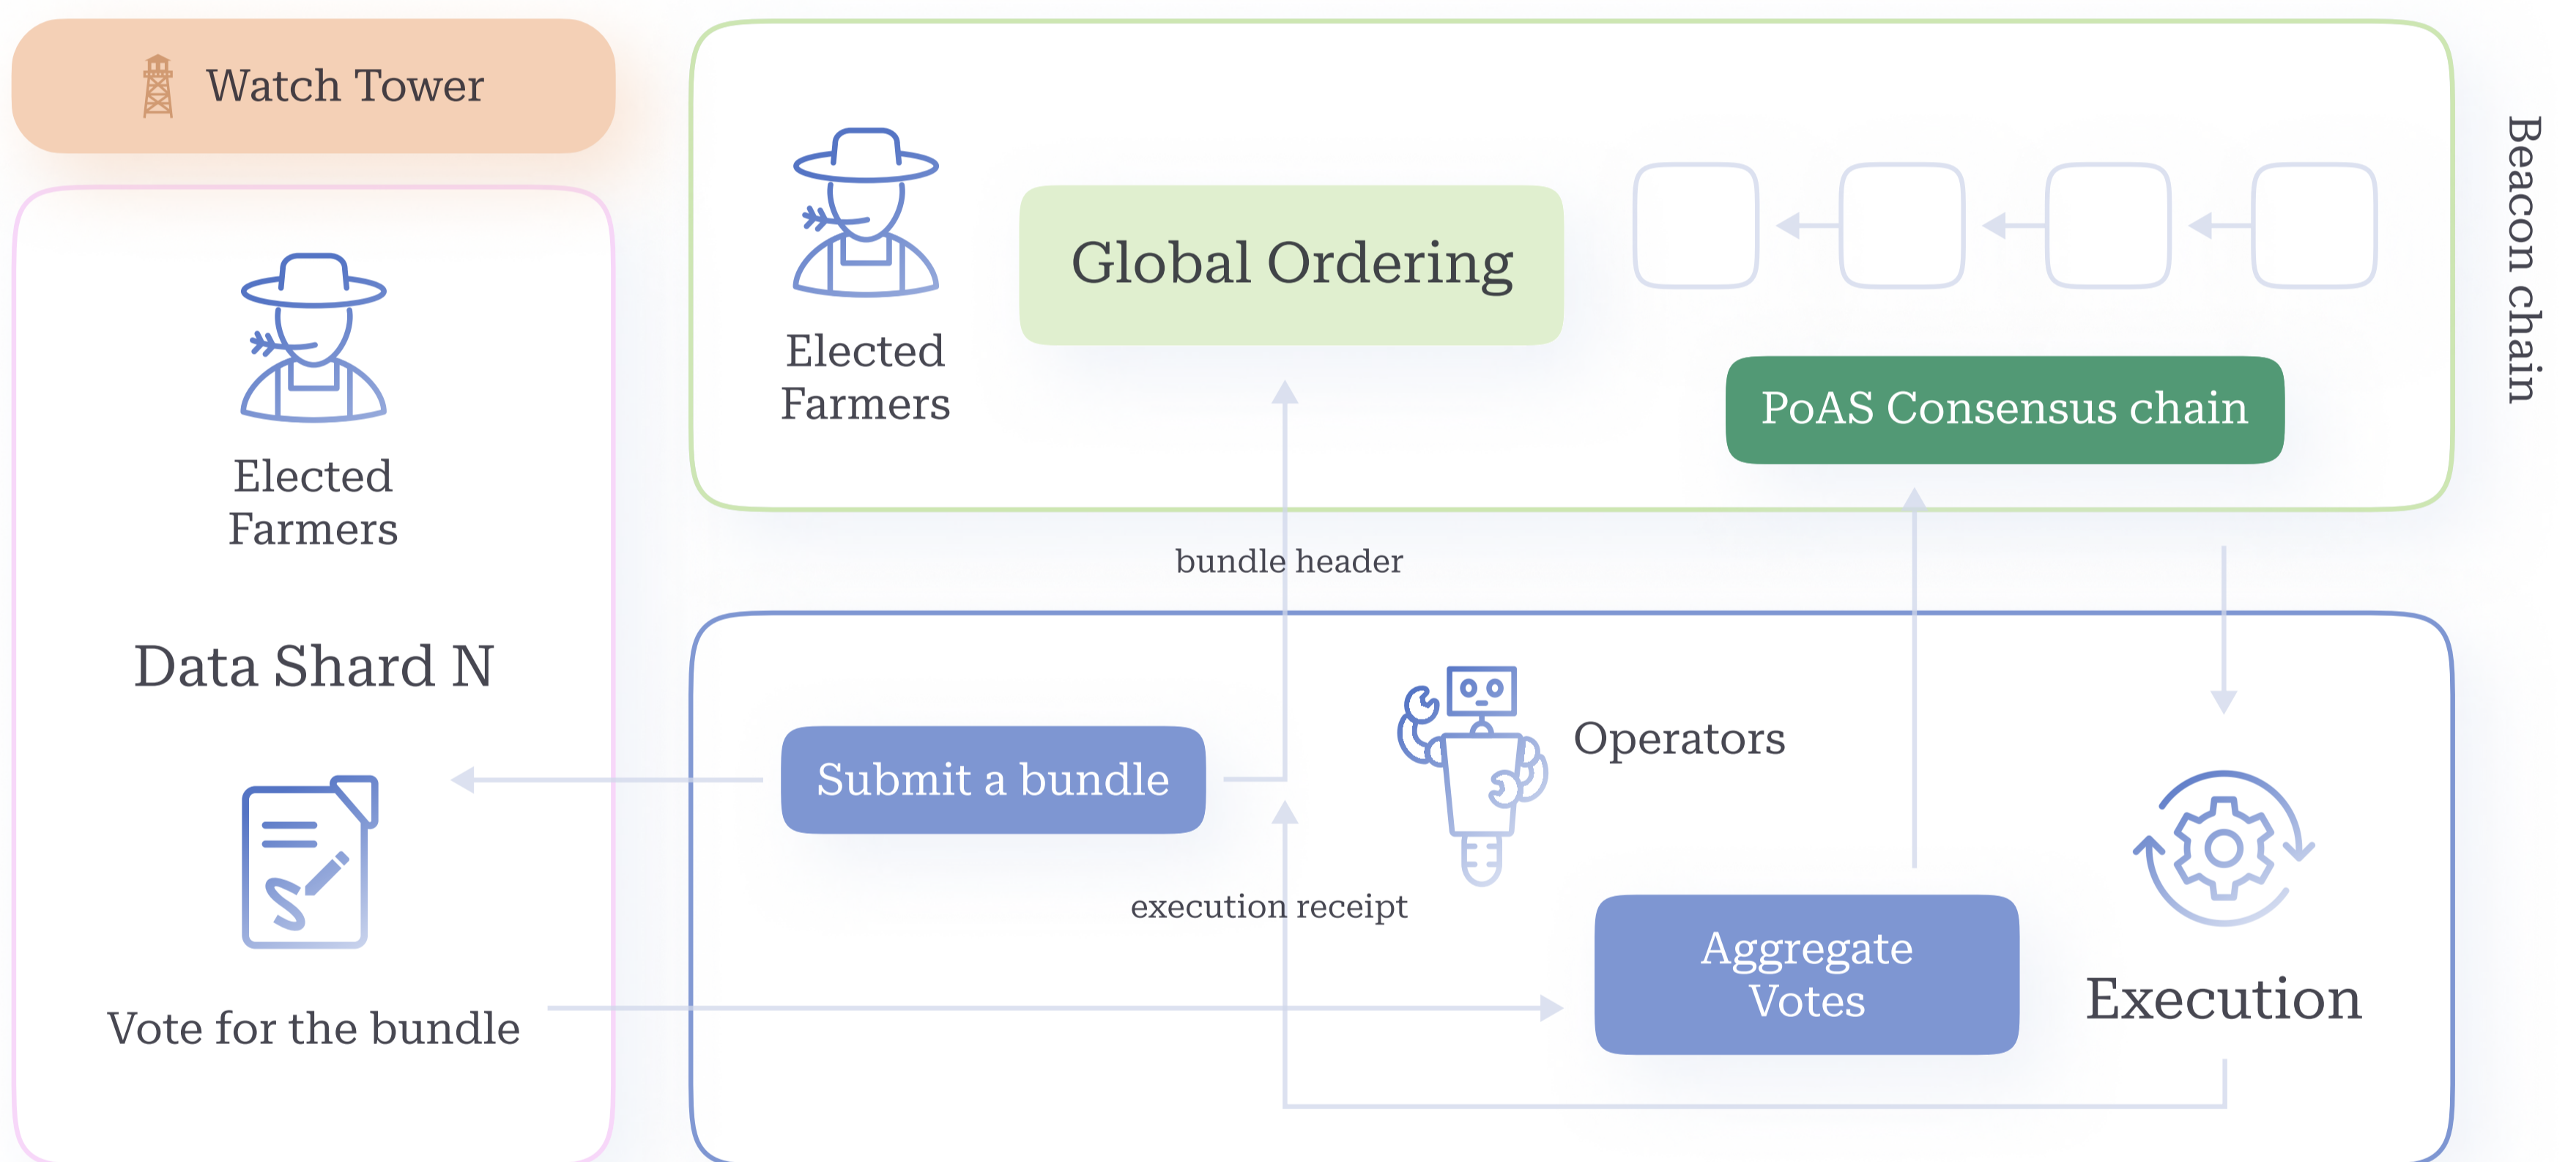 Watch Tower
Elected
Farmers
Data Shard N
Vote for the bundle
Elected
Farmers
Global Ordering
PoAS Consensus chain
Beacon chain
bundle header
Submit a bundle
Operators
execution receipt
Aggregate
Votes
Execution